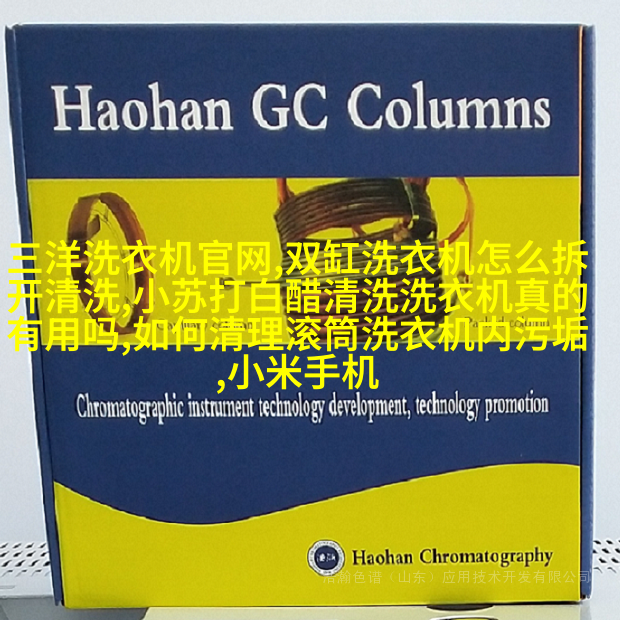 Haohan GC Columns
三洋洗衣机官网,双缸洗衣机怎么拆
开清洗,小苏打白醋清洗洗衣机真的
有用吗,如何清理滚筒洗衣机内污垢
,小米手机
Chromatographic instrument technology development, technology promotion
Haohan Chromatography
浩瀚色谱（山东）应用技术开发有限公司